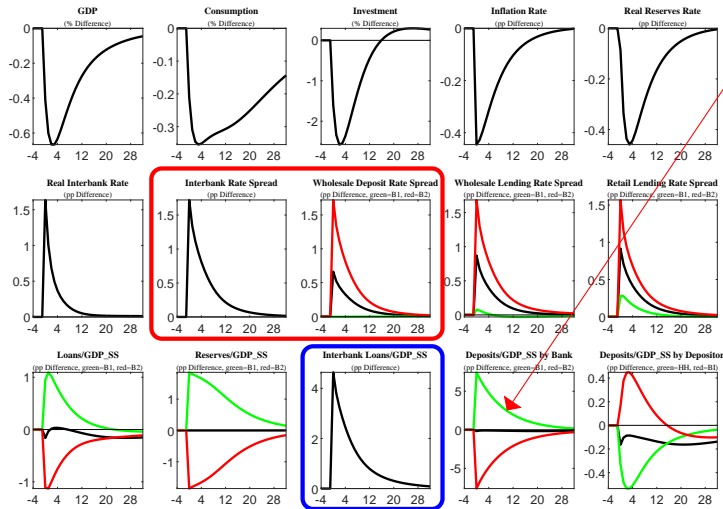 GDP
(% Difference)
0
-0.2
-0.4
-0.6
-4 4 12 20 28
Consumption
(% Difference)
0
-0.1
-0.2
-0.3
-4 4 12 20 28
Investment
(% Difference)
0
-1
-2
-4 4 12 20 28
Inflation Rate
(pp Difference)
0
-0.2
-0.4
-4 4 12 20 28
Real Reserves Rate
(pp Difference)
0
-0.2
-0.4
-4 4 12 20 28
Real Interbank Rate
(pp Difference)
1.5
1
0.5
0
-4 4 12 20 28
Interbank Rate Spread
(pp Difference)
1.5
1
0.5
0
-4 4 12 20 28
Wholesale Deposit Rate Spread
(pp Difference, green=B1, red=B2)
1.5
1
0.5
0
-4 4 12 20 28
Wholesale Lending Rate Spread
(pp Difference, green=B1, red=B2)
1.5
1
0.5
0
-4 4 12 20 28
Retail Lending Rate Spread
(pp Difference, green=B1, red=B2)
1.5
1
0.5
0
-4 4 12 20 28
Loans/GDP_SS
(pp Difference, green=B1, red=B2)
1
0
-1
-4 4 12 20 28
Reserves/GDP_SS
(pp Difference, green=B1, red=B2)
1
0
-1
-4 4 12 20 28
Interbank Loans/GDP_SS
(pp Difference)
4
2
0
-4 4 12 20 28
Deposits/GDP_SS by Bank
(pp Difference, green=B1, red=B2)
5
0
-5
-4 4 12 20 28
Deposits/GDP_SS by Depositor
(pp Difference, green=HH, red=BI)
0.4
0.2
0
-0.2
-0.4
-4 4 12 20 28